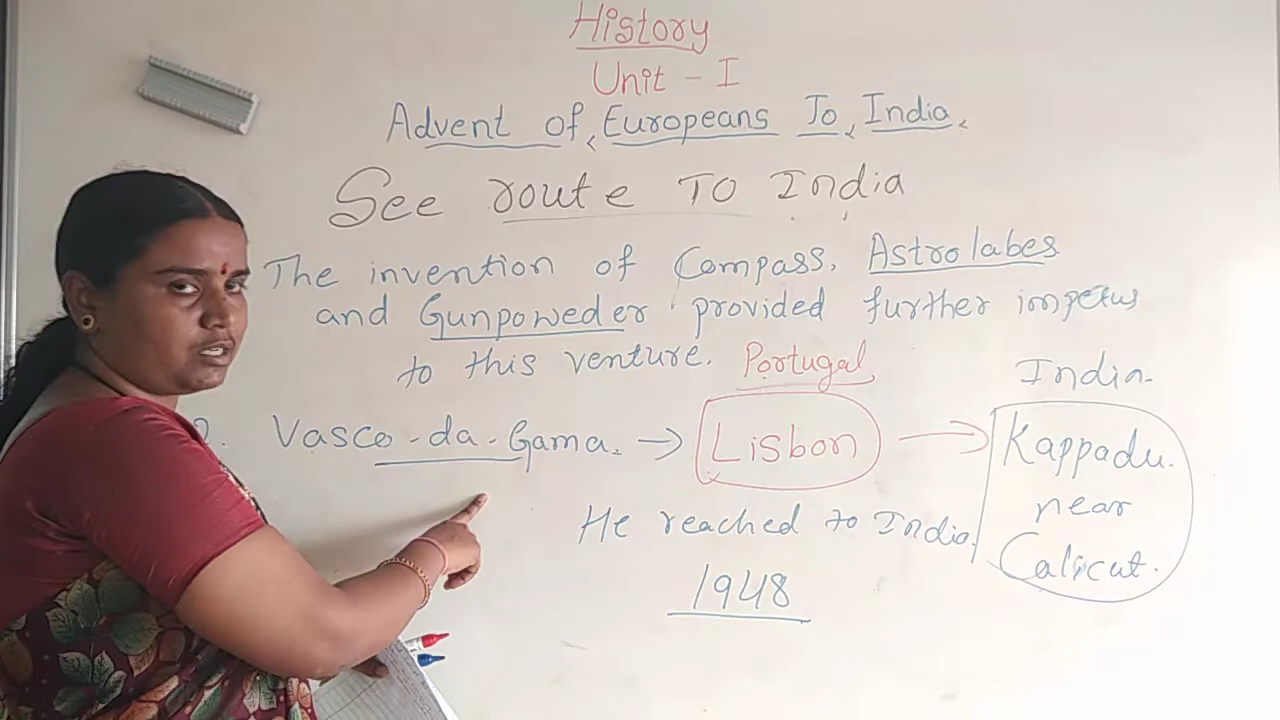 History
Unit - I
Advent of Europeans To India
See route TO India
The invention of Compass, Astrolabes
and Gunpoweder provided further impetus
to this venture. Portugal
India
2. Vasco-da-Gama. → Lisbon → Kappadu.
near
Calicut.
He reached to India
1948